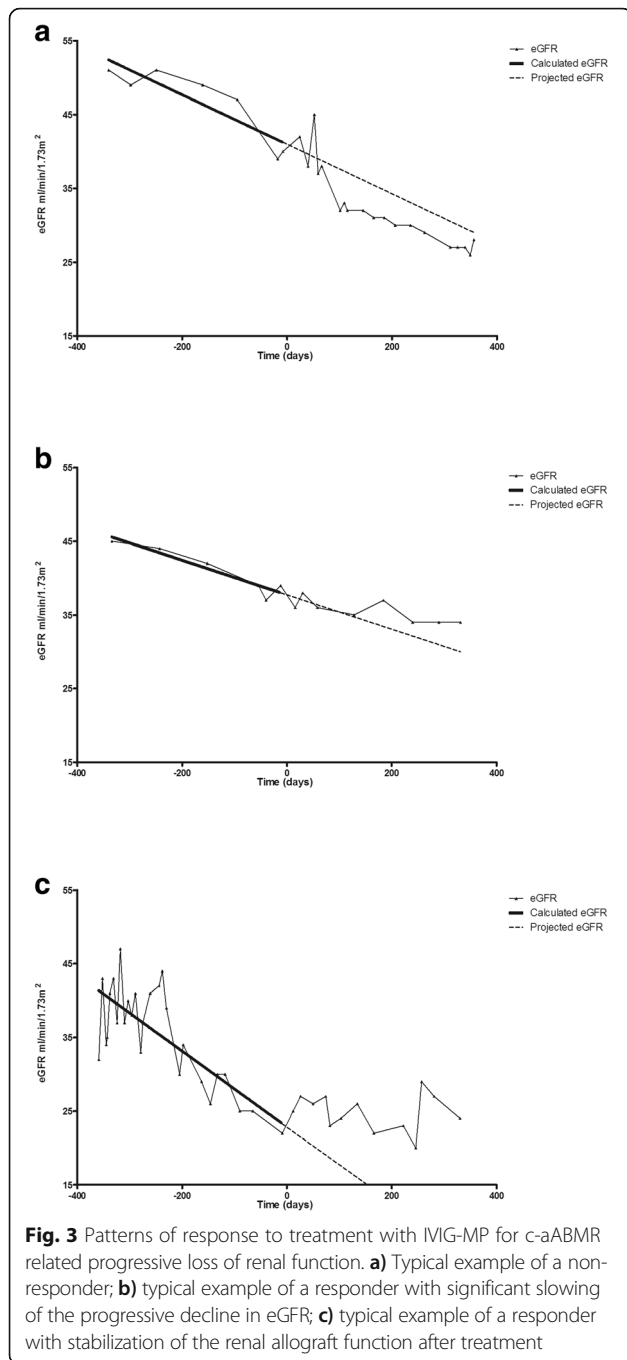 a
55
45
35
25
15
eGFR ml/min/1.73m²
-400 -200 0 200 400
Time (days)
eGFR
Calculated eGFR
Projected eGFR
b
55
45
35
25
15
eGFR ml/min/1.73m²
-400 -200 0 200 400
Time (days)
eGFR
Calculated eGFR
Projected eGFR
c
55
45
35
25
15
eGFR ml/min/1.73m²
-400 -200 0 200 400
Time (days)
eGFR
Calculated eGFR
Projected eGFR
Fig. 3 Patterns of response to treatment with IVIG-MP for c-aABMR
related progressive loss of renal function. a) Typical example of a non-
responder; b) typical example of a responder with significant slowing
of the progressive decline in eGFR; c) typical example of a responder
with stabilization of the renal allograft function after treatment